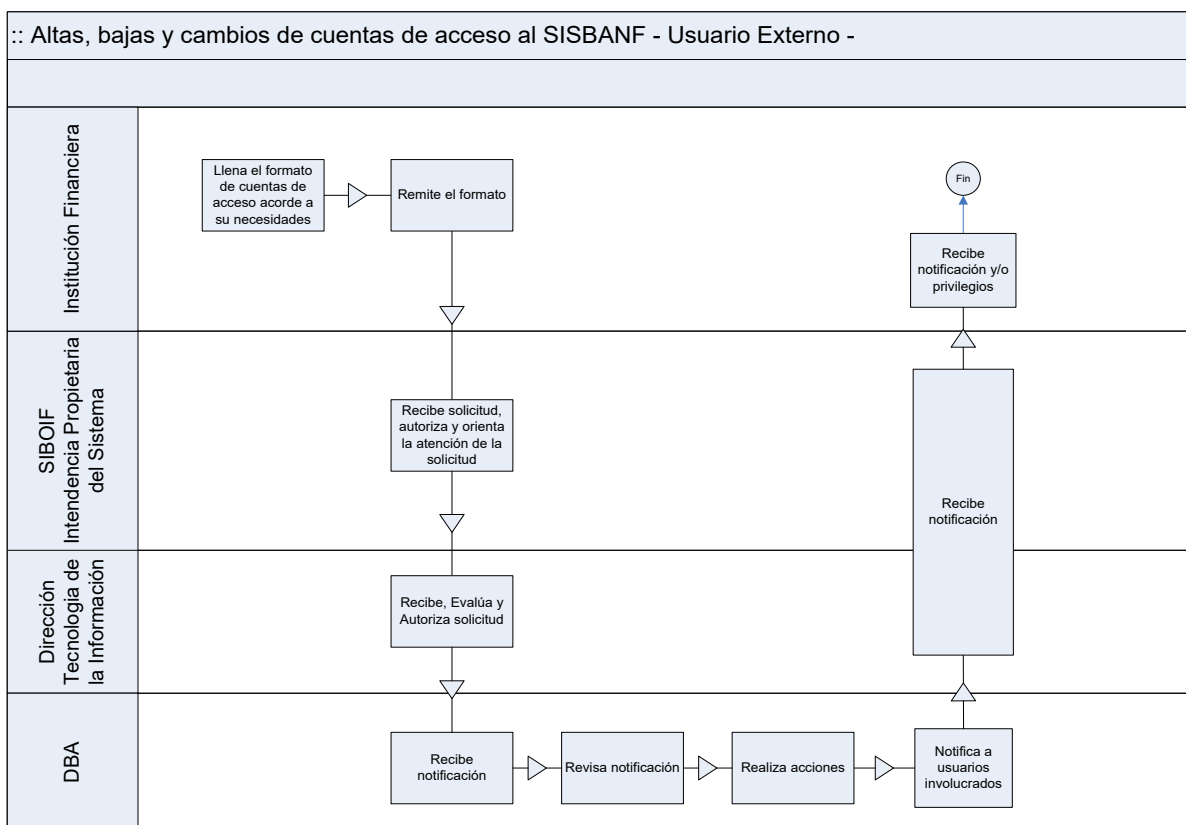 :: Altas, bajas y cambios de cuentas de acceso al SISBANF - Usuario Externo -
Institución Financiera
Llena el formato
de cuentas de
acceso acorde a
su necesidades
Remite el formato
Fin
Recibe
notificación y/o
privilegios
SIBOIF
Intendencia Propietaria
del Sistema
Recibe solicitud,
autoriza y orienta
la atención de la
solicitud
Recibe
notificación
Dirección
Tecnología de
la Información
Recibe, Evalúa y
Autoriza solicitud
DBA
Recibe
notificación
Revisa notificación
Realiza acciones
Notifica a
usuarios
involucrados